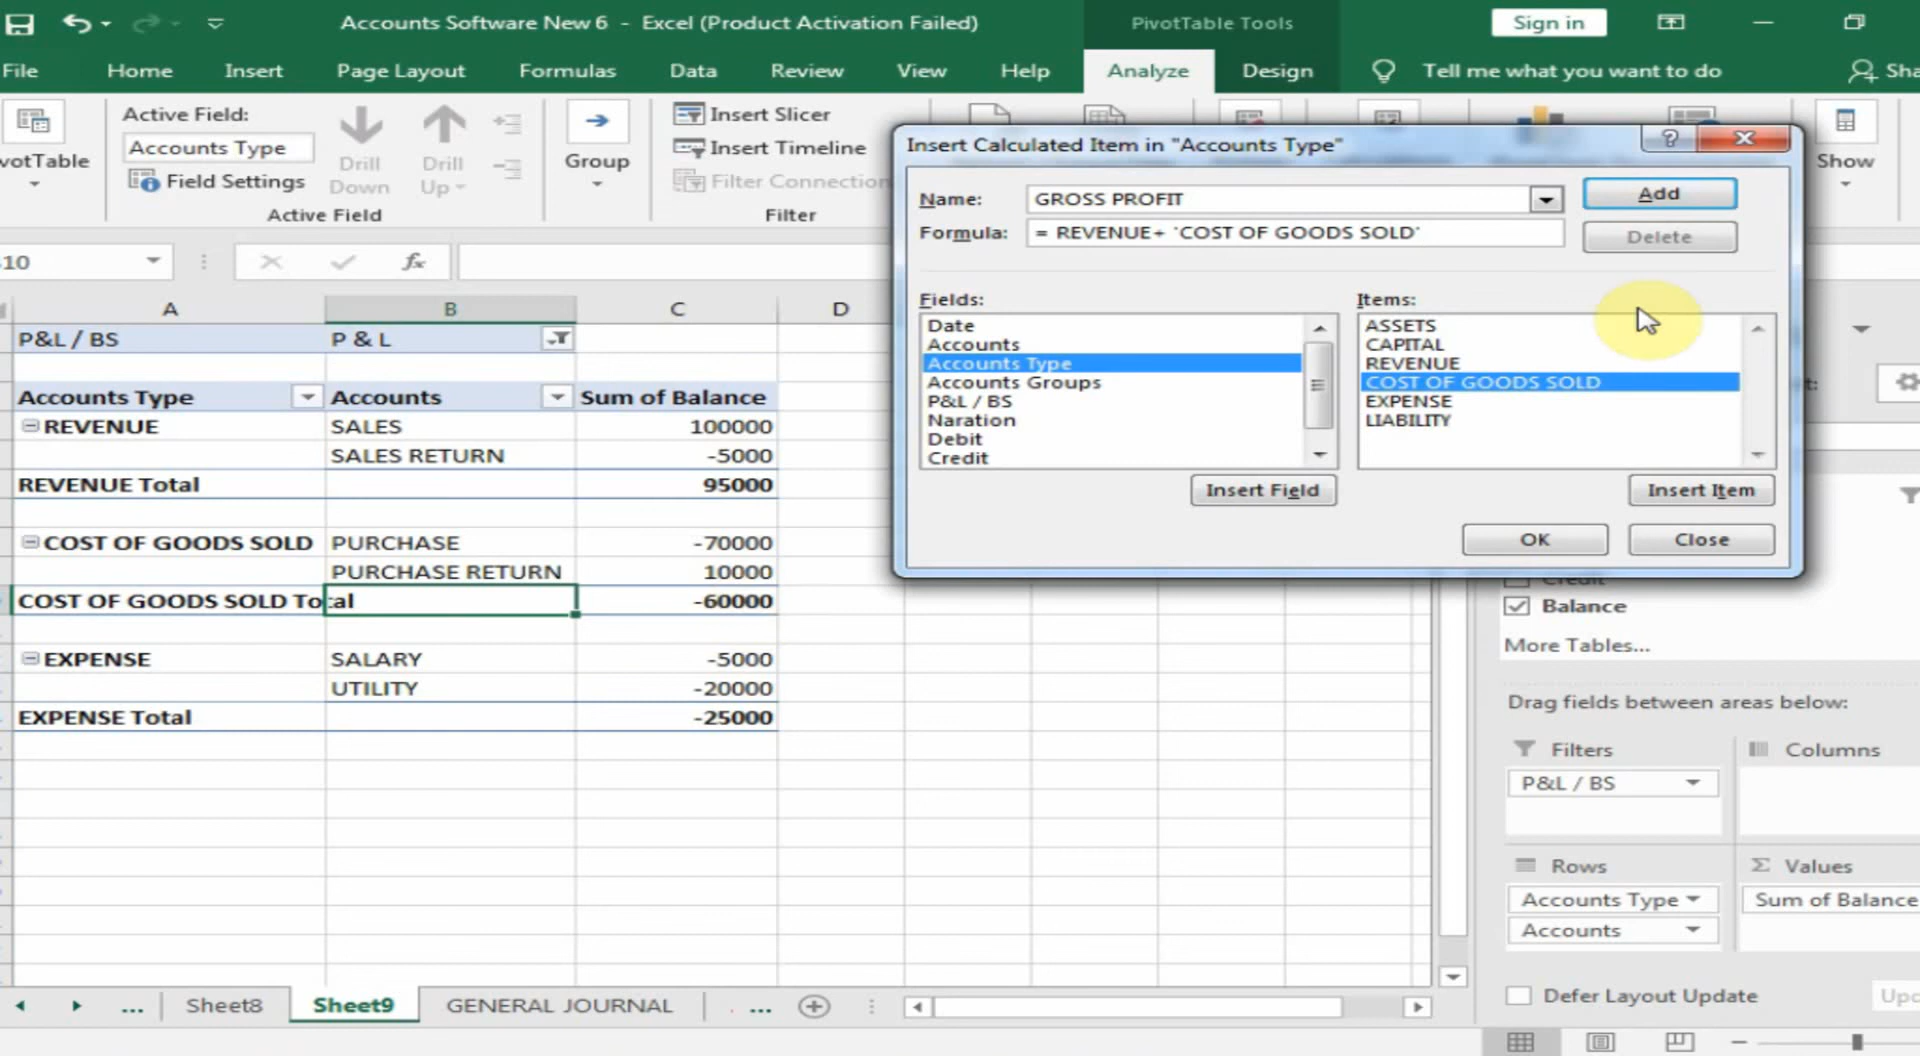 Accounts Software New 6 - Excel (Product Activation Failed)
PivotTable Tools
Sign in
File Home Insert Page Layout Formulas Data Review View Help Analyze Design Tell me what you want to do Sha
Active Field:
Accounts Type
Field Settings
Active Field
ivotTable
Drill Down
Drill Up
Group
Insert Slicer
Insert Timeline
Filter Connection
Filter
Show
Insert Calculated Item in "Accounts Type"
Name: GROSS PROFIT
Add
Formula: = REVENUE+ 'COST OF GOODS SOLD'
Delete
Fields:
Date
Accounts
Accounts Type
Accounts Groups
P&L / BS
Naration
Debit
Credit
Insert Field
Items:
ASSETS
CAPITAL
REVENUE
COST OF GOODS SOLD
EXPENSE
LIABILITY
Insert Item
OK
Close
10
fx
A B C D
P&L / BS P & L
Accounts Type Accounts Sum of Balance
REVENUE SALES 100000
SALES RETURN -5000
REVENUE Total 95000
COST OF GOODS SOLD PURCHASE -70000
PURCHASE RETURN 10000
COST OF GOODS SOLD Total -60000
EXPENSE SALARY -5000
UTILITY -20000
EXPENSE Total -25000
Credit
Balance
More Tables...
Drag fields between areas below:
Filters
Columns
P&L / BS
Rows
Σ Values
Accounts Type
Sum of Balance
Accounts
Defer Layout Update
Upd
... Sheet8 Sheet9 GENERAL JOURNAL ...